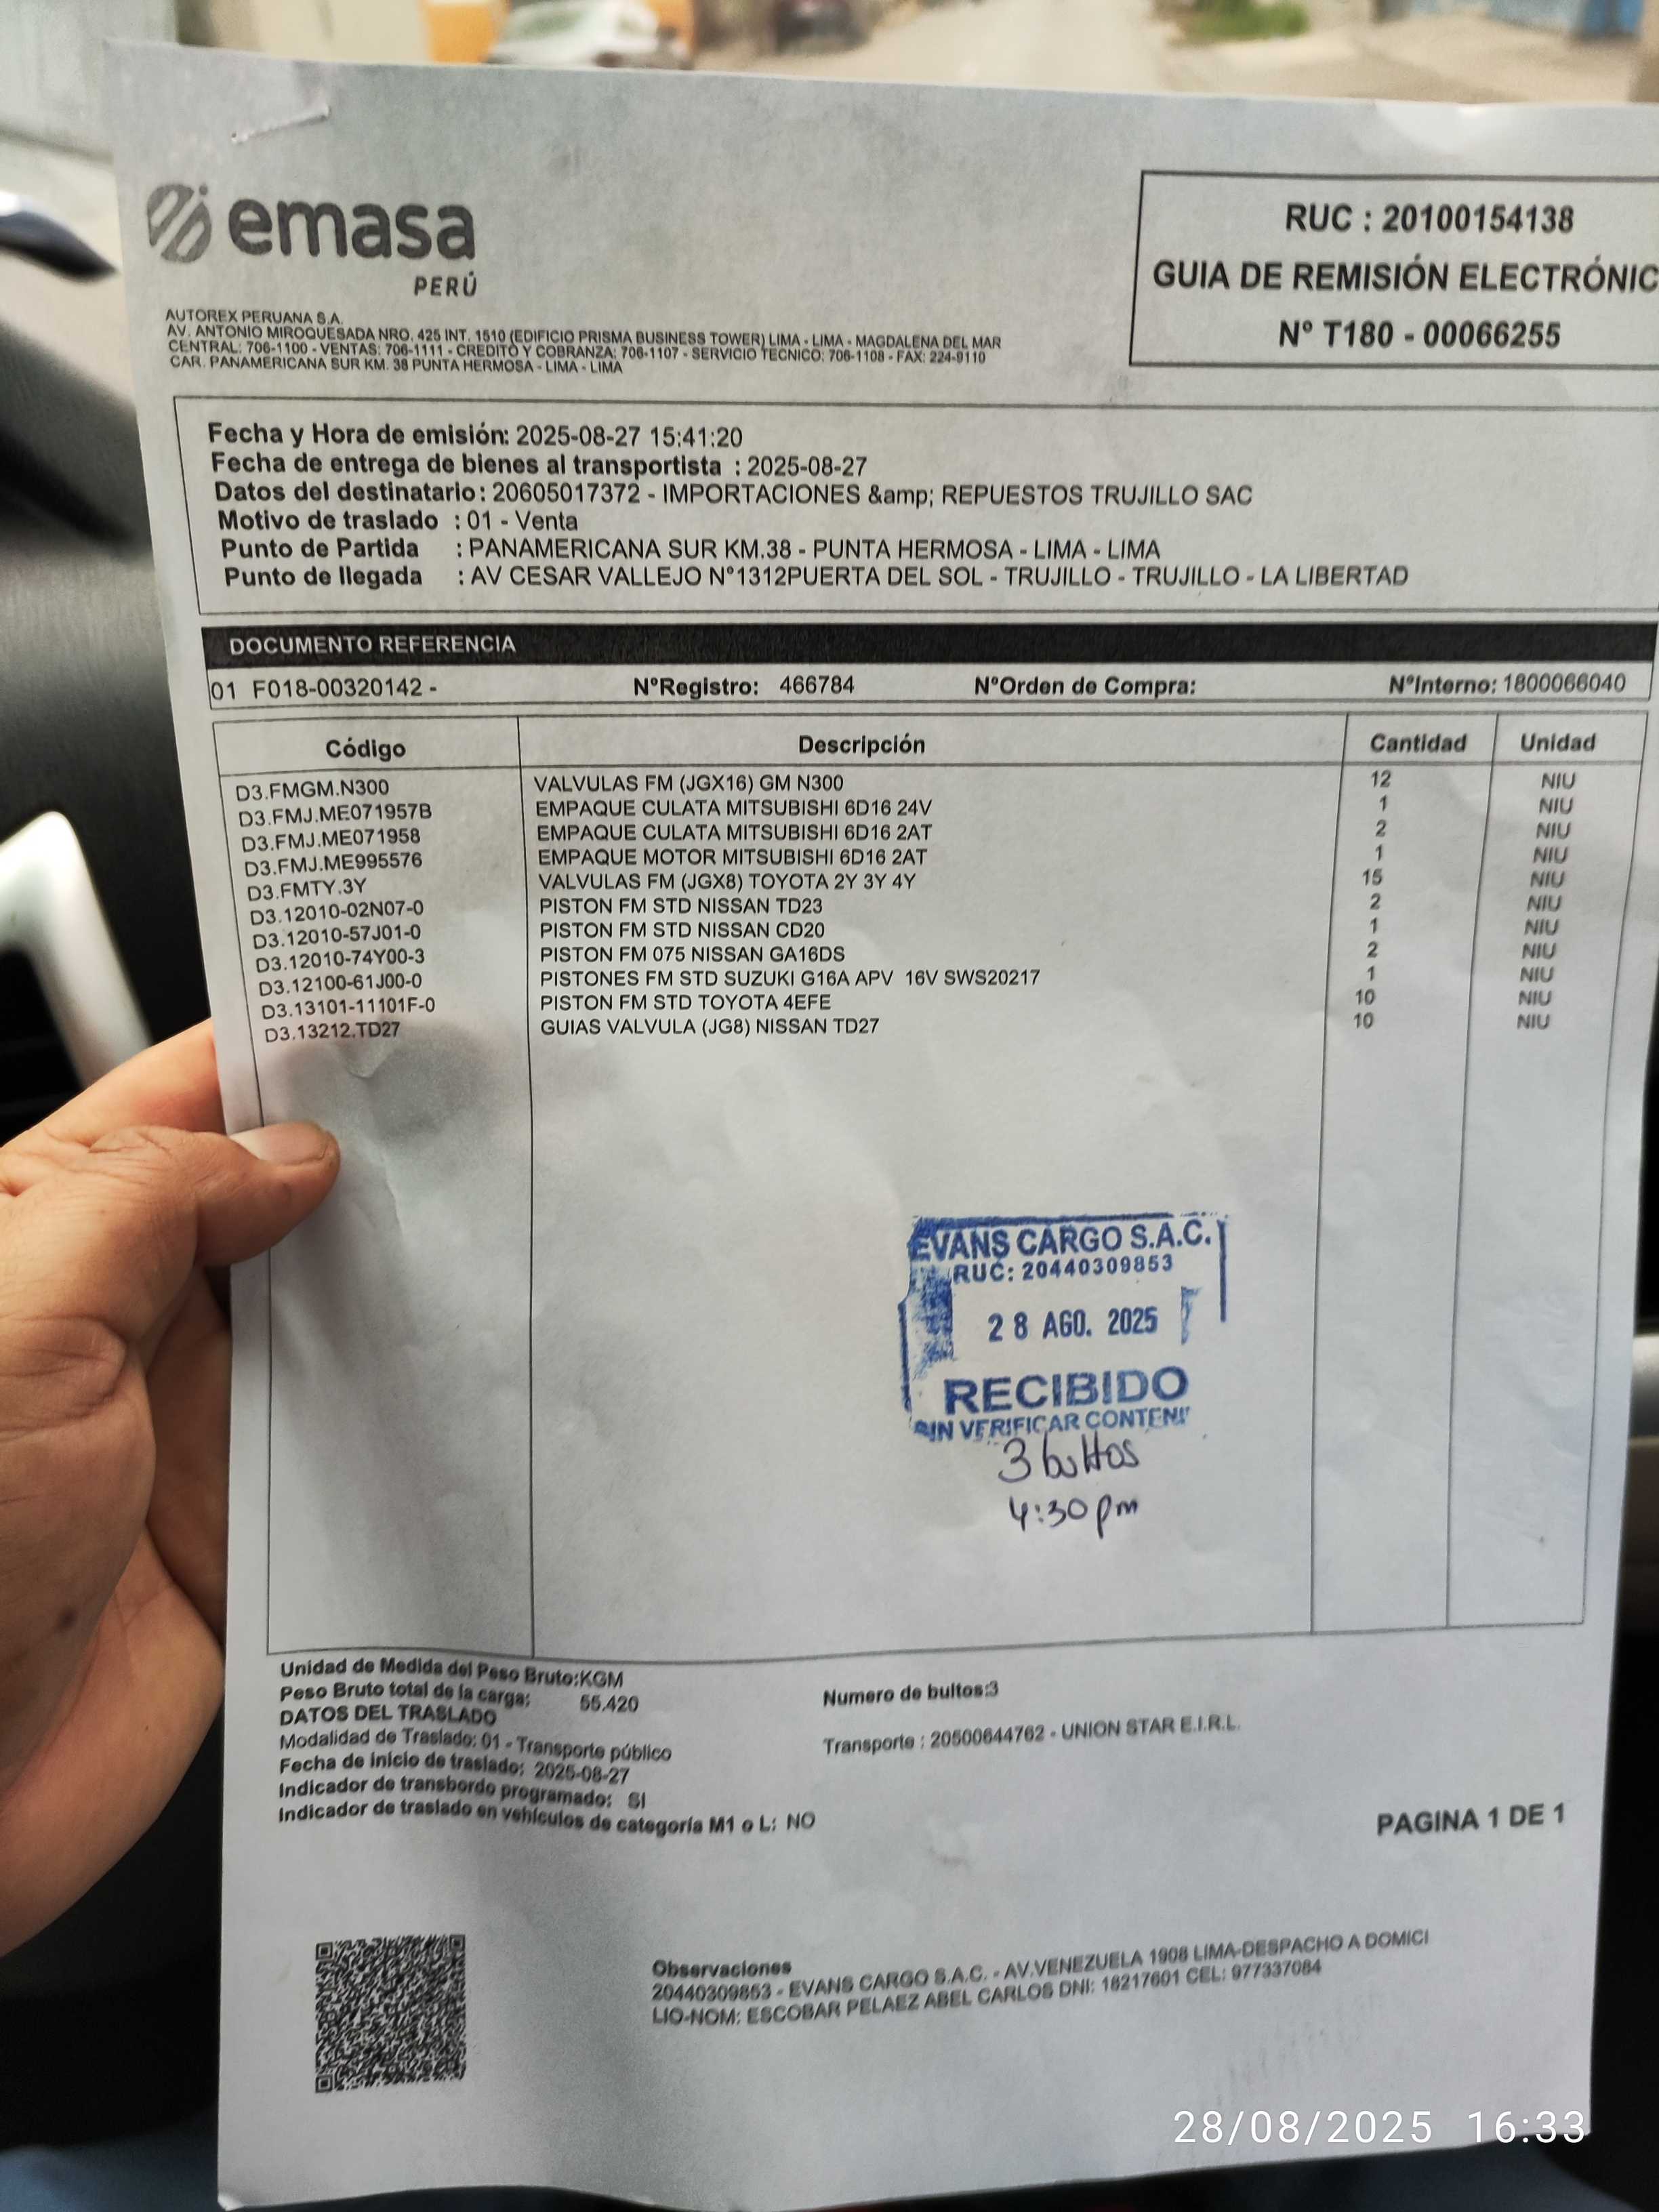 emasa
PERÚ
RUC : 20100154138
GUIA DE REMISIÓN ELECTRÓNIC
Nº T180 - 00066255
AUTOREX PERUANA S.A.
AV. ANTONIO MIROQUESADA NRO. 425 INT. 1510 (EDIFICIO PRISMA BUSINESS TOWER) LIMA - LIMA - MAGDALENA DEL MAR
CENTRAL: 706-1100 - VENTAS: 706-1111 - CREDITO Y COBRANZA: 706-1107 - SERVICIO TECNICO: 706-1108 - FAX: 224-9110
CAR. PANAMERICANA SUR KM. 38 PUNTA HERMOSA - LIMA - LIMA
Fecha y Hora de emisión: 2025-08-27 15:41:20
Fecha de entrega de bienes al transportista : 2025-08-27
Datos del destinatario: 20605017372 - IMPORTACIONES &amp; REPUESTOS TRUJILLO SAC
Motivo de traslado : 01 - Venta
Punto de Partida : PANAMERICANA SUR KM.38 - PUNTA HERMOSA - LIMA - LIMA
Punto de llegada : AV CESAR VALLEJO Nº1312PUERTA DEL SOL - TRUJILLO - TRUJILLO - LA LIBERTAD
DOCUMENTO REFERENCIA
01 F018-00320142 - NºRegistro: 466784 NºOrden de Compra: NºInterno: 1800066040
Código Descripción Cantidad Unidad
D3.FMGM.N300 VALVULAS FM (JGX16) GM N300 12 NIU
D3.FMJ.ME071957B EMPAQUE CULATA MITSUBISHI 6D16 24V 1 NIU
D3.FMJ.ME071958 EMPAQUE CULATA MITSUBISHI 6D16 2AT 2 NIU
D3.FMJ.ME995576 EMPAQUE MOTOR MITSUBISHI 6D16 2AT 1 NIU
D3.FMTY.3Y VALVULAS FM (JGX8) TOYOTA 2Y 3Y 4Y 15 NIU
D3.12010-02N07-0 PISTON FM STD NISSAN TD23 2 NIU
D3.12010-57J01-0 PISTON FM STD NISSAN CD20 1 NIU
D3.12010-74Y00-3 PISTON FM 075 NISSAN GA16DS 2 NIU
D3.12100-61J00-0 PISTONES FM STD SUZUKI G16A APV 16V SWS20217 1 NIU
D3.13101-11101F-0 PISTON FM STD TOYOTA 4EFE 10 NIU
D3.13212.TD27 GUIAS VALVULA (JG8) NISSAN TD27 10 NIU
EVANS CARGO S.A.C.
RUC: 20440309853
28 AGO. 2025
RECIBIDO
SIN VERIFICAR CONTENI
3 bultos
4:30 pm
Unidad de Medida del Peso Bruto:KGM
Peso Bruto total de la carga: 55.420 Numero de bultos:3
DATOS DEL TRASLADO
Modalidad de Traslado: 01 - Transporte público Transporte : 20500644762 - UNION STAR E.I.R.L.
Fecha de inicio de traslado: 2025-08-27
Indicador de transbordo programado: SI
Indicador de traslado en vehículos de categoría M1 o L: NO
PAGINA 1 DE 1
Observaciones
20440309853 - EVANS CARGO S.A.C. - AV.VENEZUELA 1908 LIMA-DESPACHO A DOMICI
LIO-NOM: ESCOBAR PELAEZ ABEL CARLOS DNI: 18217601 CEL: 977337084
28/08/2025 16:33